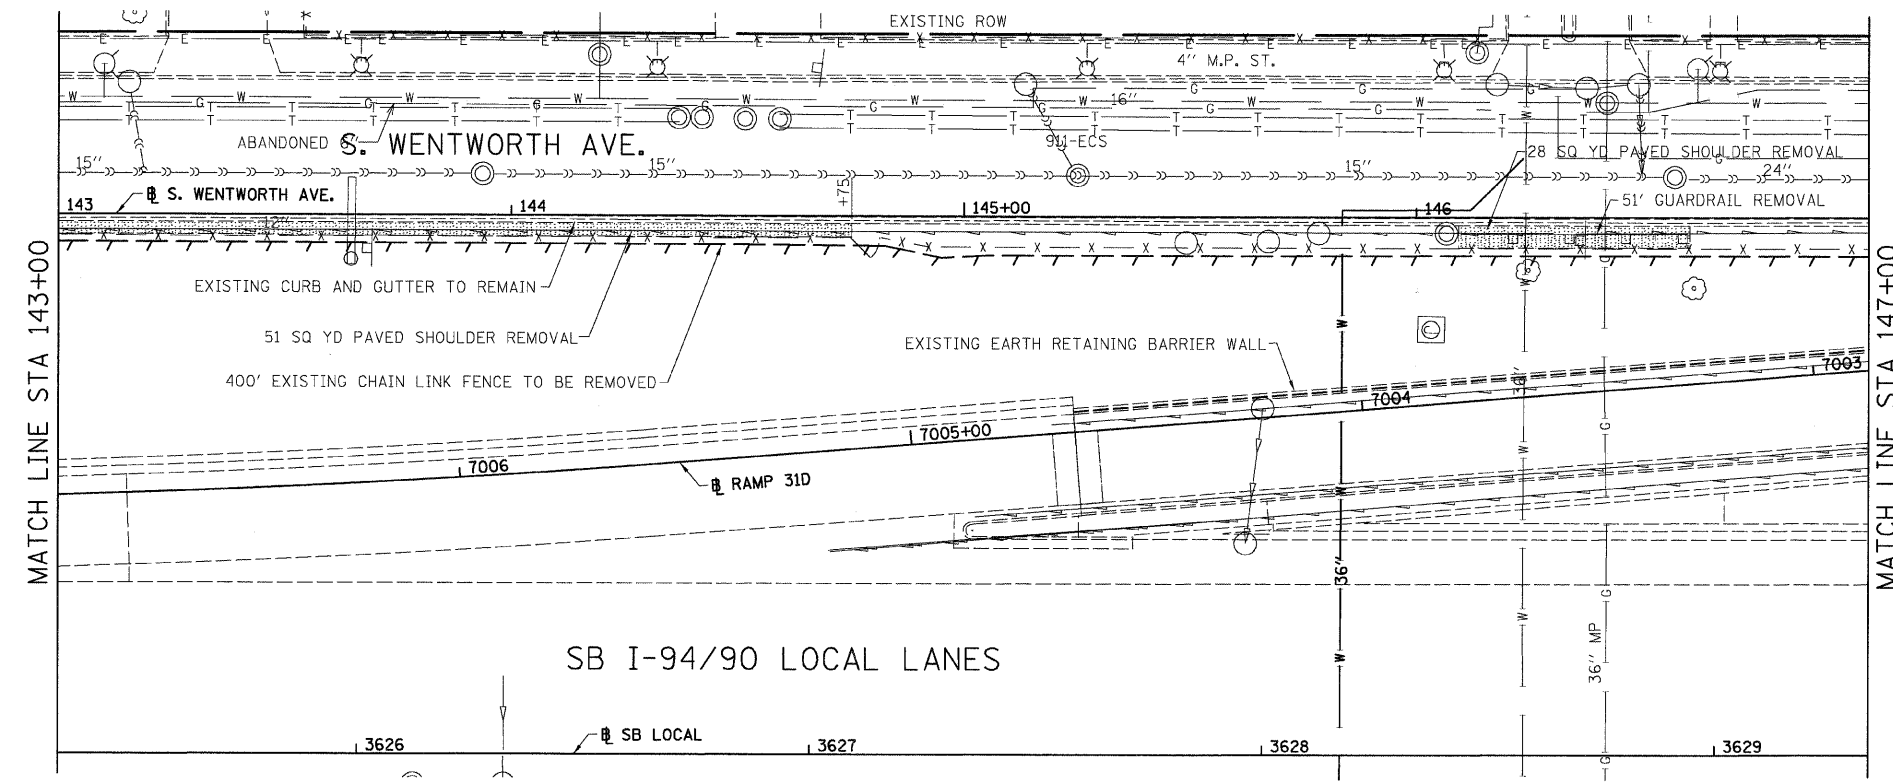 EXISTING ROW
4" M.P. ST.
16"
ABANDONED 6"
S. WENTWORTH AVE.
911-ECS
28 SQ YD PAVED SHOULDER REMOVAL
15"
15"
15"
24"
℄ S. WENTWORTH AVE.
+75
51' GUARDRAIL REMOVAL
143
144
145+00
146
12"
EXISTING CURB AND GUTTER TO REMAIN
51 SQ YD PAVED SHOULDER REMOVAL
EXISTING EARTH RETAINING BARRIER WALL
400' EXISTING CHAIN LINK FENCE TO BE REMOVED
7003
7004
7005+00
7006
℄ RAMP 31D
36"
36"
36" MP
SB I-94/90 LOCAL LANES
℄ SB LOCAL
3626
3627
3628
3629
MATCH LINE STA 143+00
MATCH LINE STA 147+00